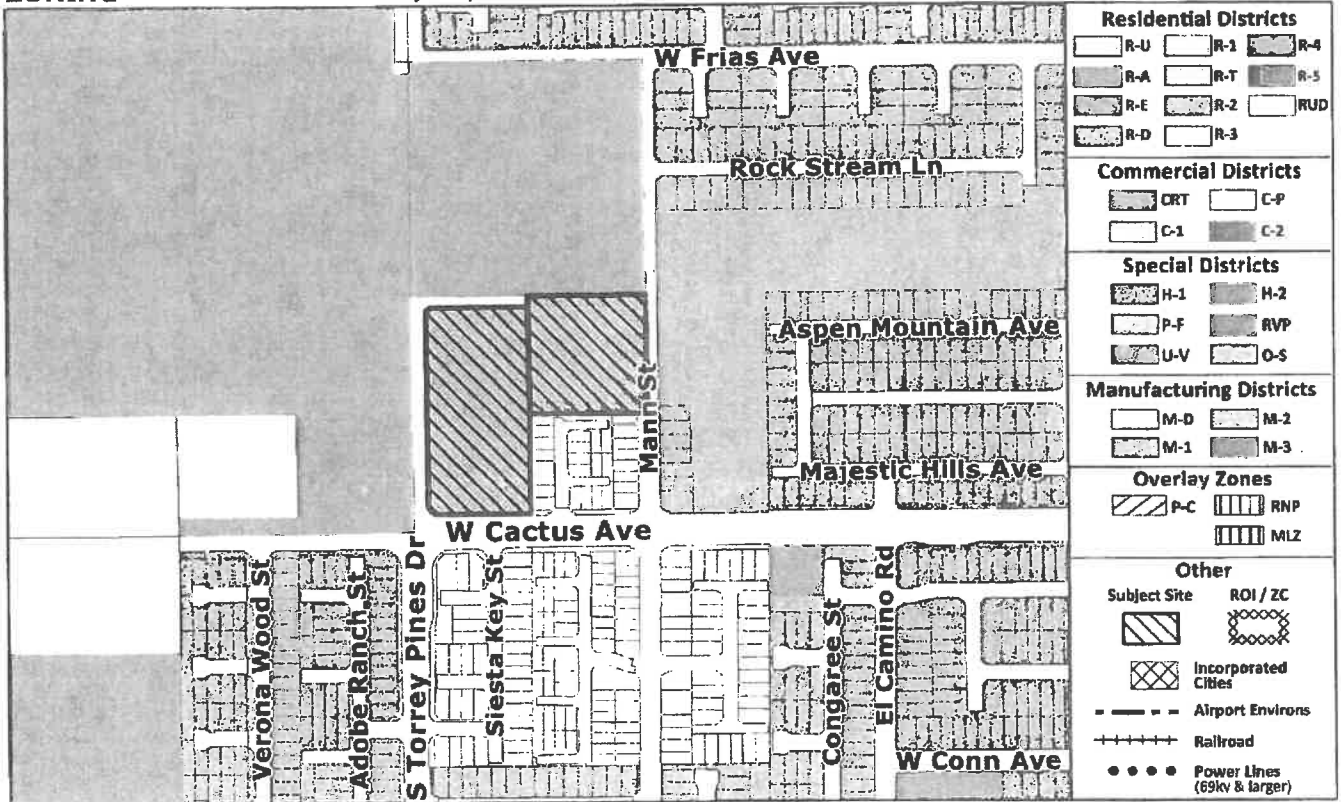 W Frias Ave
Rock Stream Ln
Aspen Mountain Ave
Mann St
Majestic Hills Ave
W Cactus Ave
Verona Wood St
Adobe Ranch St
S Torrey Pines Dr
Siesta Key St
Congaree St
El Camino Rd
W Conn Ave
Residential Districts
R-U R-1 R-4
R-A R-T R-5
R-E R-2 RUD
R-D R-3
Commercial Districts
CRT C-P
C-1 C-2
Special Districts
H-1 H-2
P-F RVP
U-V O-S
Manufacturing Districts
M-D M-2
M-1 M-3
Overlay Zones
P-C RNP
MLZ
Other
Subject Site ROI / ZC
Incorporated
Cities
Airport Environs
Railroad
Power Lines
(69kv & larger)